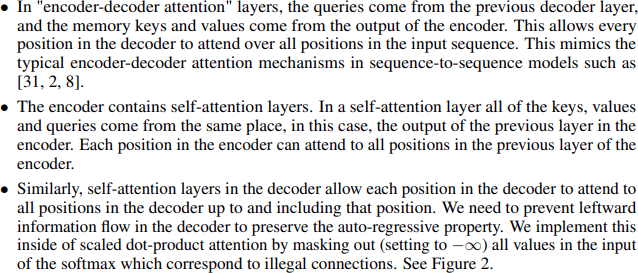 • In "encoder-decoder attention" layers, the queries come from the previous decoder layer,
and the memory keys and values come from the output of the encoder. This allows every
position in the decoder to attend over all positions in the input sequence. This mimics the
typical encoder-decoder attention mechanisms in sequence-to-sequence models such as
[31, 2, 8].
• The encoder contains self-attention layers. In a self-attention layer all of the keys, values
and queries come from the same place, in this case, the output of the previous layer in the
encoder. Each position in the encoder can attend to all positions in the previous layer of the
encoder.
• Similarly, self-attention layers in the decoder allow each position in the decoder to attend to
all positions in the decoder up to and including that position. We need to prevent leftward
information flow in the decoder to preserve the auto-regressive property. We implement this
inside of scaled dot-product attention by masking out (setting to −∞) all values in the input
of the softmax which correspond to illegal connections. See Figure 2.